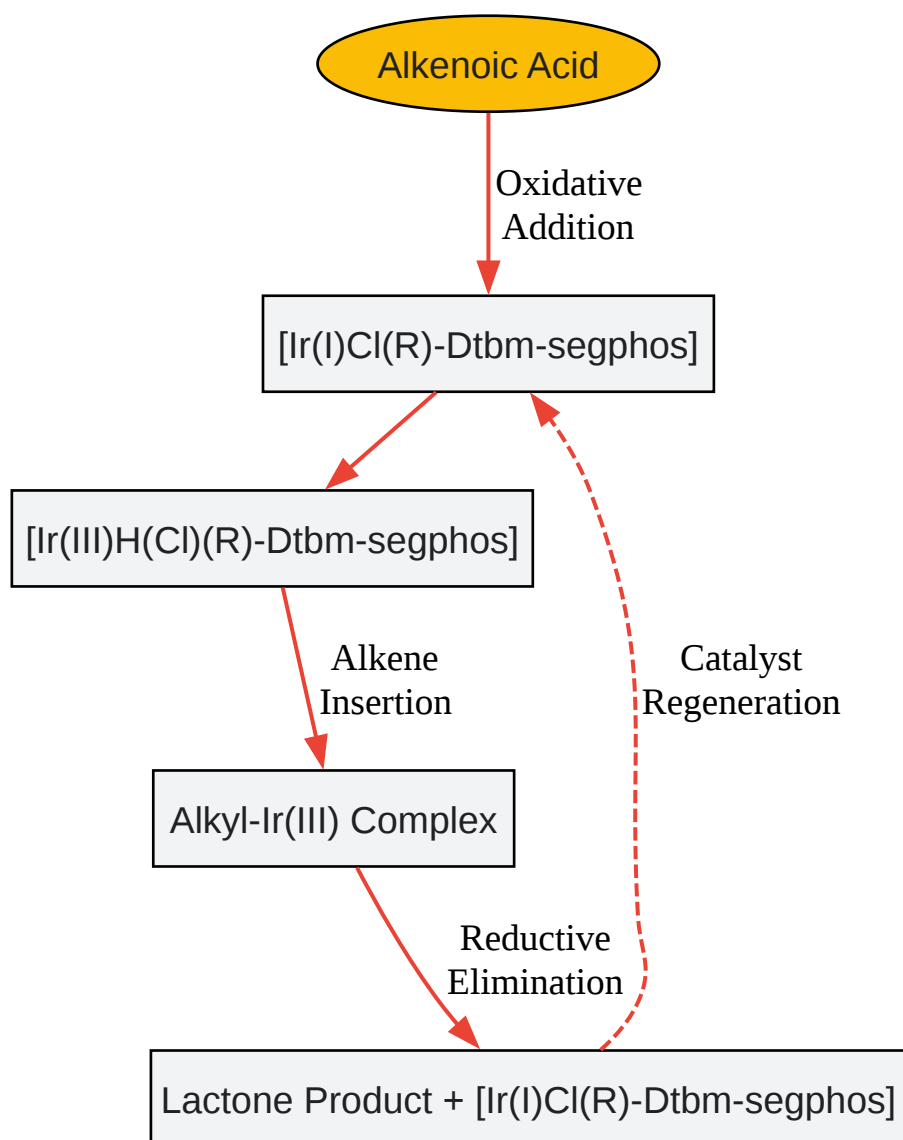 Alkenoic Acid
Oxidative
Addition
[Ir(I)Cl(R)-Dtbm-segphos]
[Ir(III)H(Cl)(R)-Dtbm-segphos]
Alkene
Insertion
Catalyst
Regeneration
Alkyl-Ir(III) Complex
Reductive
Elimination
Lactone Product + [Ir(I)Cl(R)-Dtbm-segphos]